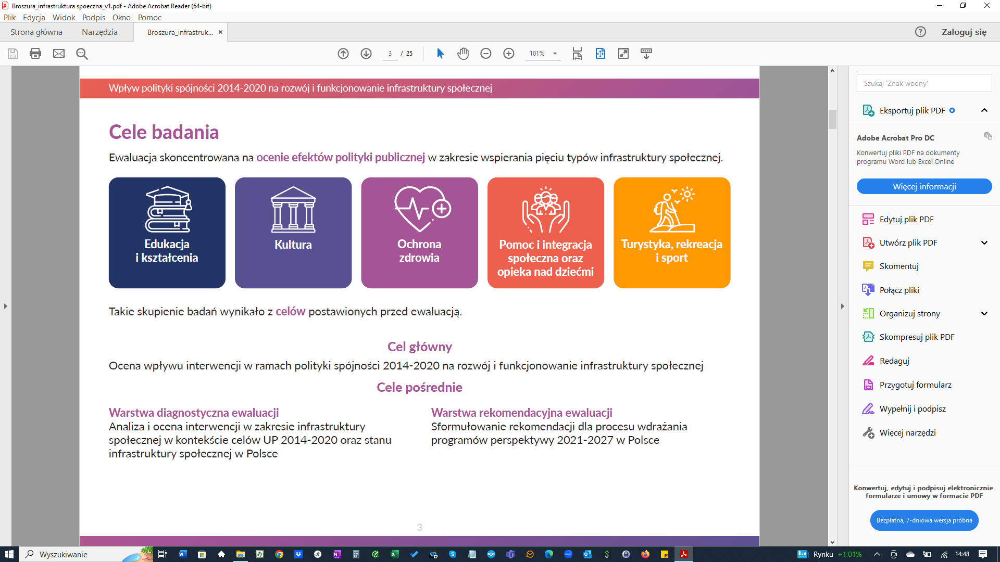 Broszura_infrastruktura spoeczna_v1.pdf - Adobe Acrobat Reader (64-bit)
Plik Edycja Widok Podpis Okno Pomoc
Strona główna Narzędzia Broszura_infrastruk... × Zaloguj się
3 / 25 101%
Wpływ polityki spójności 2014-2020 na rozwój i funkcjonowanie infrastruktury społecznej
Cele badania
Ewaluacja skoncentrowana na ocenie efektów polityki publicznej w zakresie wspierania pięciu typów infrastruktury społecznej.
Edukacja
i kształcenia
Kultura
Ochrona
zdrowia
Pomoc i integracja
społeczna oraz
opieka nad dziećmi
Turystyka, rekreacja
i sport
Takie skupienie badań wynikało z celów postawionych przed ewaluacją.
Cel główny
Ocena wpływu interwencji w ramach polityki spójności 2014-2020 na rozwój i funkcjonowanie infrastruktury społecznej
Cele pośrednie
Warstwa diagnostyczna ewaluacji
Analiza i ocena interwencji w zakresie infrastruktury
społecznej w kontekście celów UP 2014-2020 oraz stanu
infrastruktury społecznej w Polsce
Warstwa rekomendacyjna ewaluacji
Sformułowanie rekomendacji dla procesu wdrażania
programów perspektywy 2021-2027 w Polsce
3
Szukaj 'Znak wodny'
Eksportuj plik PDF
Adobe Acrobat Pro DC
Konwertuj pliki PDF na dokumenty
programu Word lub Excel Online
Więcej informacji
Edytuj plik PDF
Utwórz plik PDF
Skomentuj
Połącz pliki
Organizuj strony
Skompresuj plik PDF
Redaguj
Przygotuj formularz
Wypełnij i podpisz
Więcej narzędzi
Konwertuj, edytuj i podpisuj elektronicznie
formularze i umowy w formacie PDF
Bezpłatna, 7-dniowa wersja próbna
Wyszukiwanie Rynku +1,01% 14:48